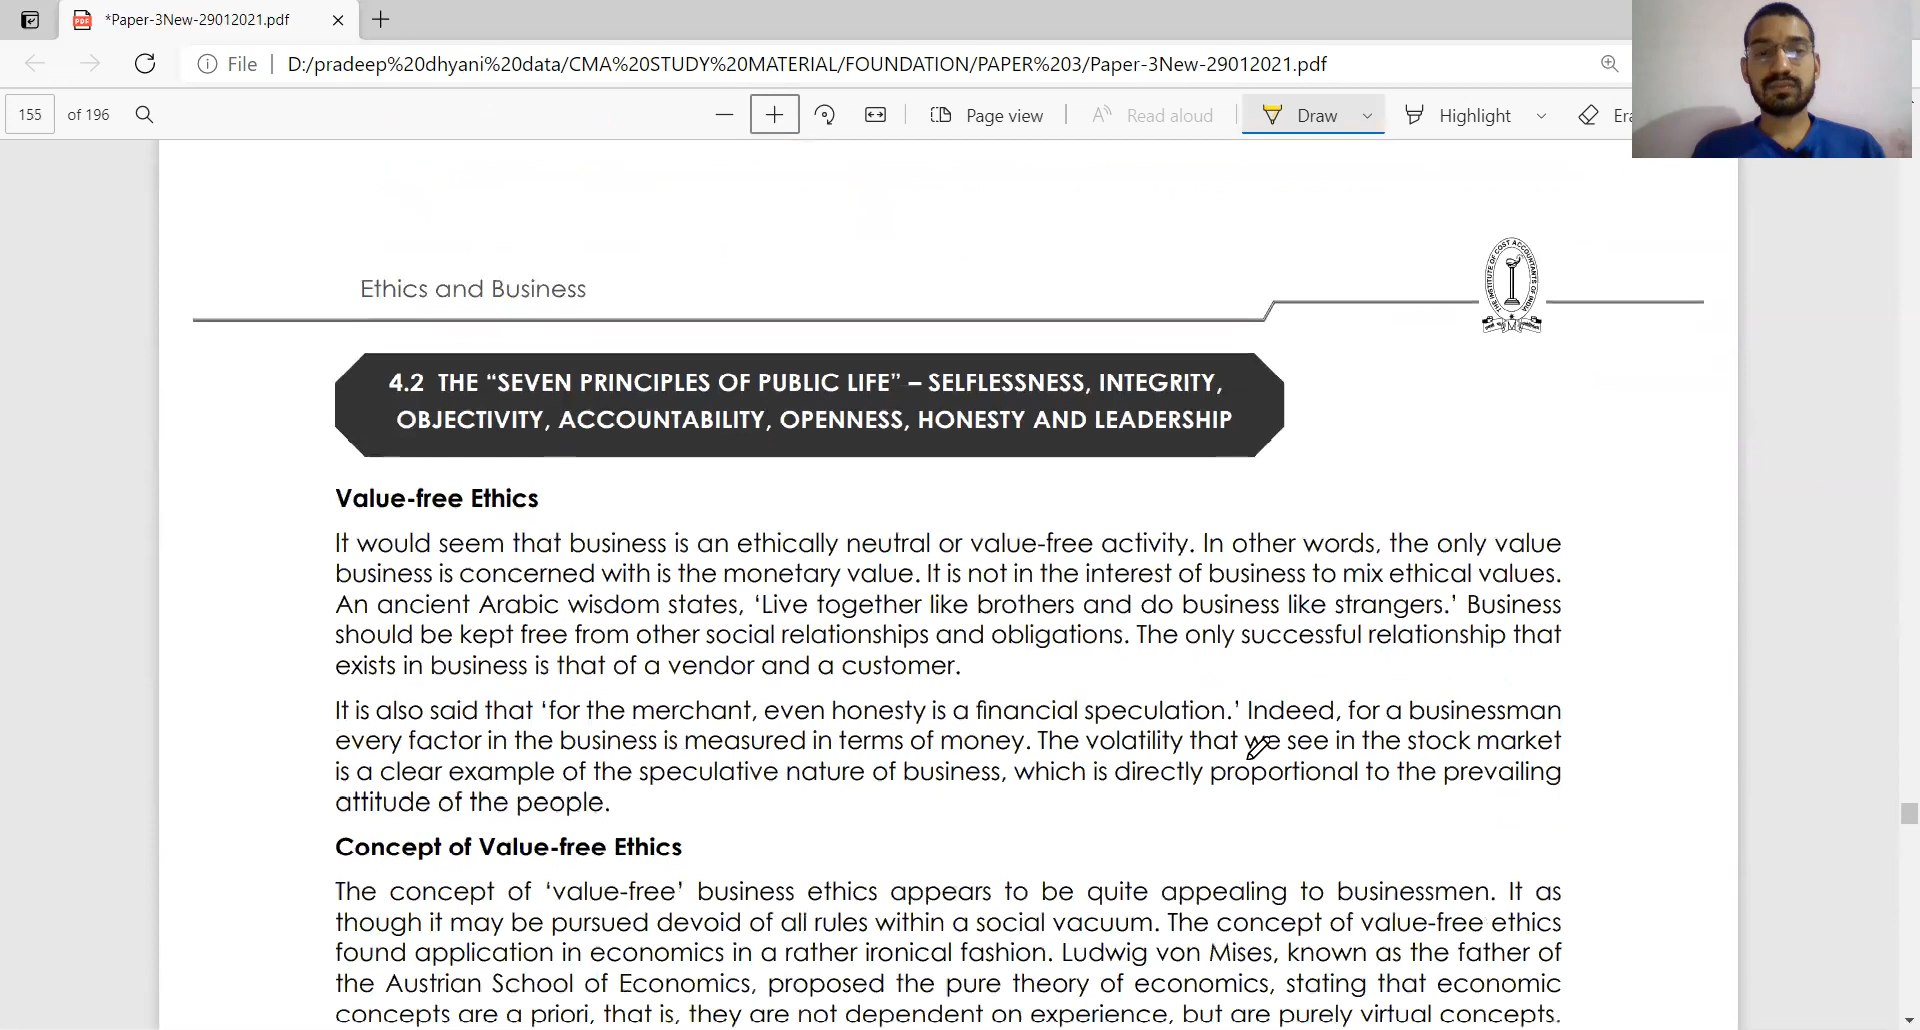 *Paper-3New-29012021.pdf
File
D:/pradeep%20dhyani%20data/CMA%20STUDY%20MATERIAL/FOUNDATION/PAPER%203/Paper-3New-29012021.pdf
155 of 196
Page view
Read aloud
Draw
Highlight
Era
Ethics and Business
THE INSTITUTE OF COST ACCOUNTANTS OF INDIA
4.2 THE “SEVEN PRINCIPLES OF PUBLIC LIFE” – SELFLESSNESS, INTEGRITY,
OBJECTIVITY, ACCOUNTABILITY, OPENNESS, HONESTY AND LEADERSHIP
Value-free Ethics
It would seem that business is an ethically neutral or value-free activity. In other words, the only value
business is concerned with is the monetary value. It is not in the interest of business to mix ethical values.
An ancient Arabic wisdom states, ‘Live together like brothers and do business like strangers.’ Business
should be kept free from other social relationships and obligations. The only successful relationship that
exists in business is that of a vendor and a customer.
It is also said that ‘for the merchant, even honesty is a financial speculation.’ Indeed, for a businessman
every factor in the business is measured in terms of money. The volatility that we see in the stock market
is a clear example of the speculative nature of business, which is directly proportional to the prevailing
attitude of the people.
Concept of Value-free Ethics
The concept of ‘value-free’ business ethics appears to be quite appealing to businessmen. It as
though it may be pursued devoid of all rules within a social vacuum. The concept of value-free ethics
found application in economics in a rather ironical fashion. Ludwig von Mises, known as the father of
the Austrian School of Economics, proposed the pure theory of economics, stating that economic
concepts are a priori, that is, they are not dependent on experience, but are purely virtual concepts.